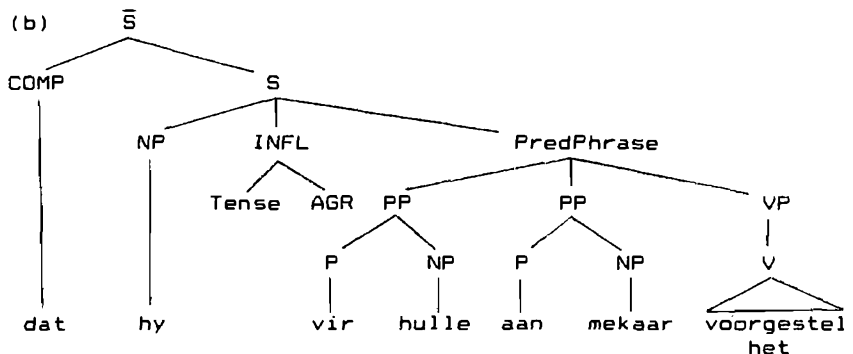 (b) S̄
COMP S
NP INFL PredPhrase
Tense AGR PP PP VP
P NP P NP V
dat hy vir hulle aan mekaar voorgestel
het